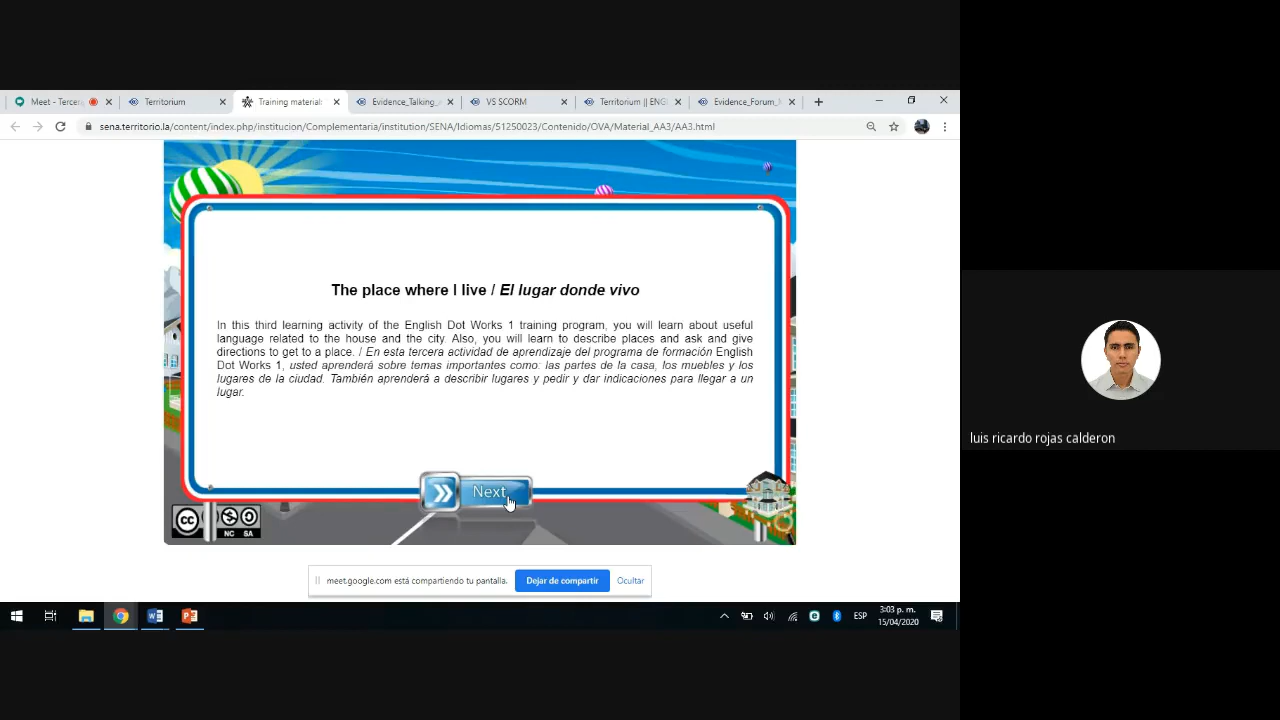 Meet - Tercer
Territorium
Training material
Evidence_Talking_
VS SCORM
Territorium || ENG
Evidence_Forum_
sena.territorio.la/content/index.php/institucion/Complementaria/institution/SENA/Idiomas/51250023/Contenido/OVA/Material_AA3/AA3.html
The place where I live / El lugar donde vivo
In this third learning activity of the English Dot Works 1 training program, you will learn about useful
language related to the house and the city. Also, you will learn to describe places and ask and give
directions to get to a place. / En esta tercera actividad de aprendizaje del programa de formación English
Dot Works 1, usted aprenderá sobre temas importantes como: las partes de la casa, los muebles y los
lugares de la ciudad. También aprenderá a describir lugares y pedir y dar indicaciones para llegar a un
lugar.
Next
cc
NC SA
meet.google.com está compartiendo tu pantalla.
Dejar de compartir
Ocultar
ESP
3:03 p. m.
15/04/2020
luis ricardo rojas calderon